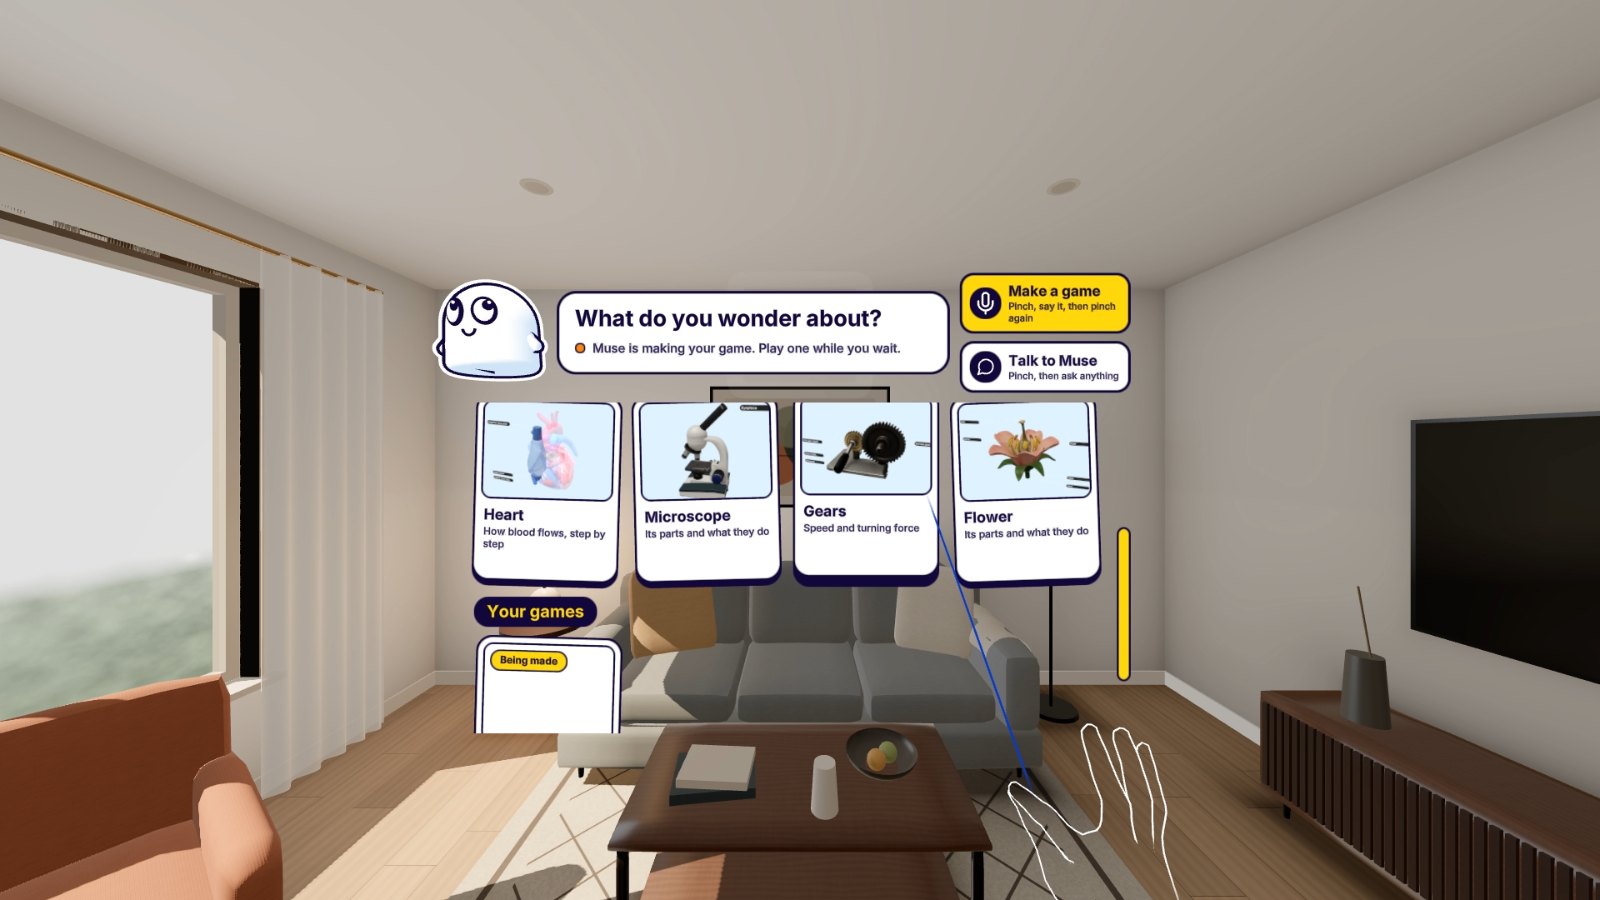 What do you wonder about?
Muse is making your game. Play one while you wait.
Make a game
Pinch, say it, then pinch
again
Talk to Muse
Pinch, then ask anything
Heart
How blood flows, step by
step
Microscope
Its parts and what they do
Gears
Speed and turning force
Flower
Its parts and what they do
Your games
Being made